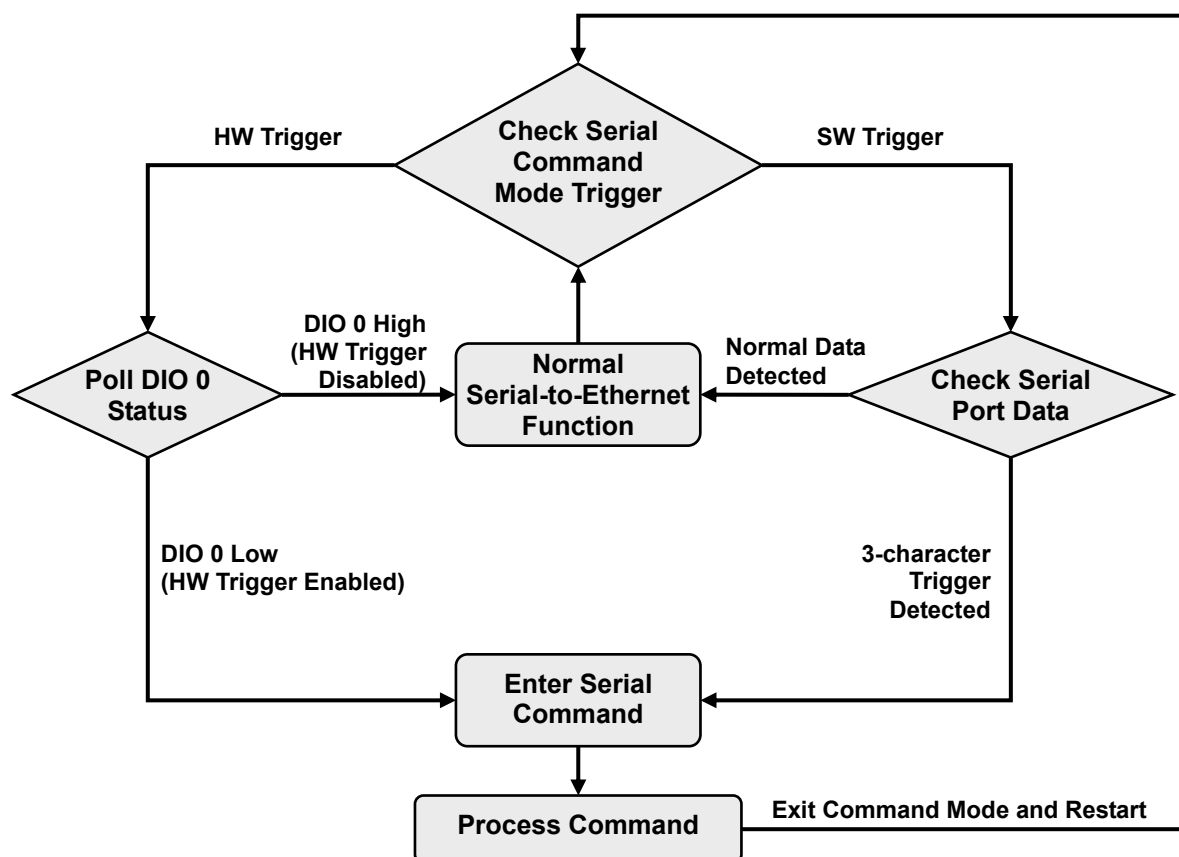 HW Trigger
Check Serial
Command
Mode Trigger
SW Trigger
DIO 0 High
(HW Trigger
Disabled)
Poll DIO 0
Status
Normal
Serial-to-Ethernet
Function
Normal Data
Detected
Check Serial
Port Data
DIO 0 Low
(HW Trigger Enabled)
3-character
Trigger
Detected
Enter Serial
Command
Process Command
Exit Command Mode and Restart